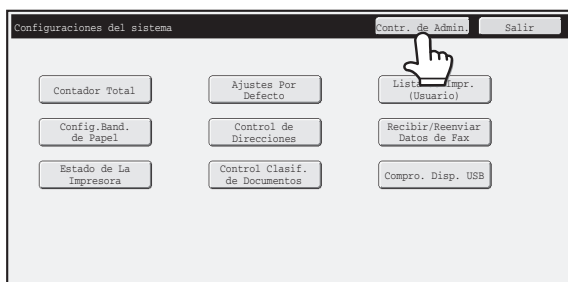 Configuraciones del sistema
Contr. de Admin.
Salir
Contador Total
Ajustes Por
Defecto
Impr.
(Usuario)
Config.Band.
de Papel
Control de
Direcciones
Recibir/Reenviar
Datos de Fax
Estado de La
Impresora
Control Clasif.
de Documentos
Compro. Disp. USB